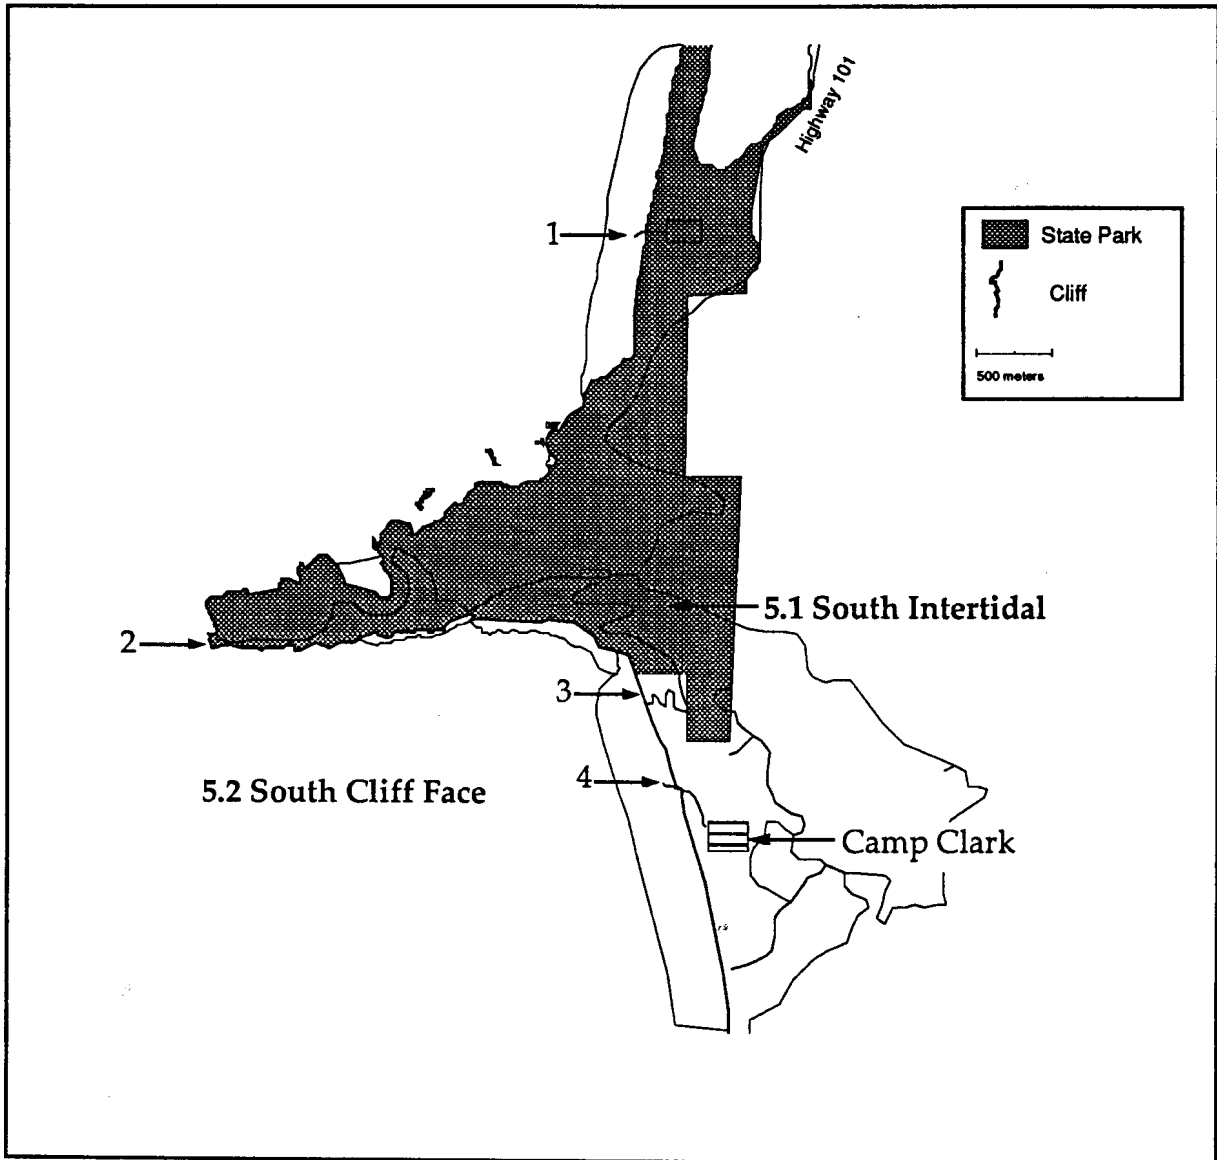 Highway 101
1
State Park
Cliff
500 meters
5.1 South Intertidal
2
3
4
5.2 South Cliff Face
Camp Clark